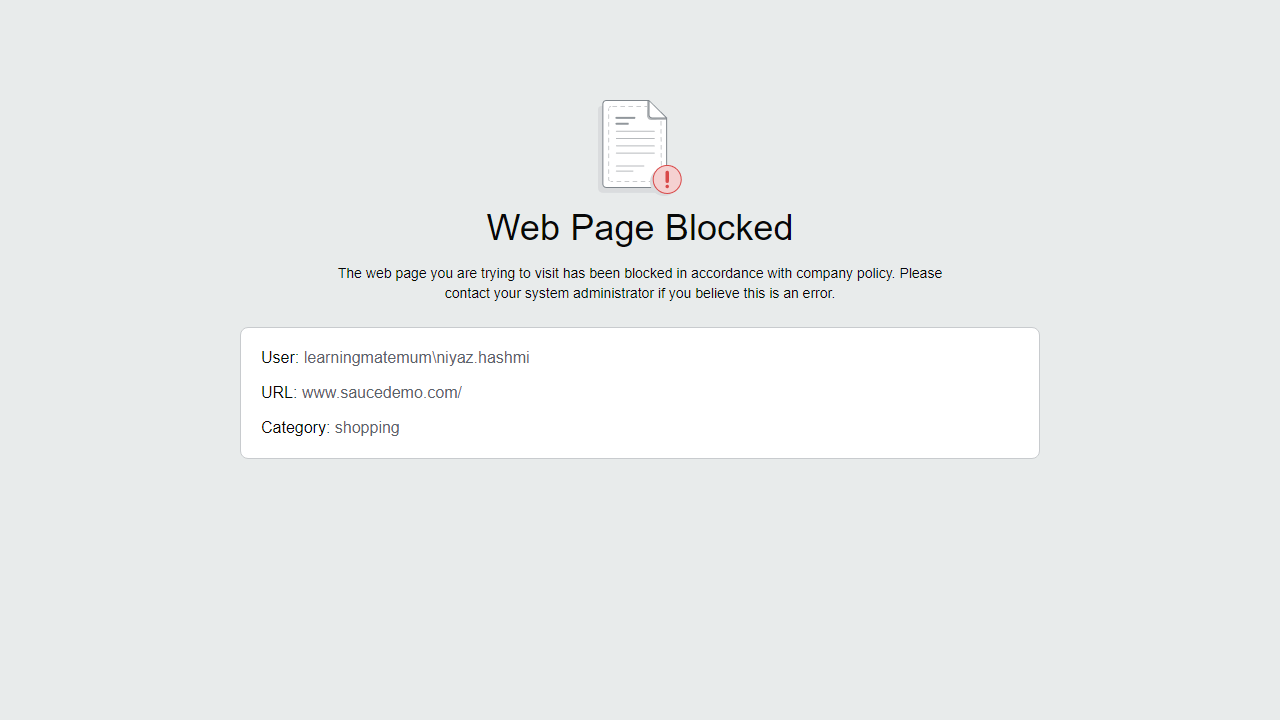 Web Page Blocked
The web page you are trying to visit has been blocked in accordance with company policy. Please
contact your system administrator if you believe this is an error.
User: learningmatemum\niyaz.hashmi
URL: www.saucedemo.com/
Category: shopping